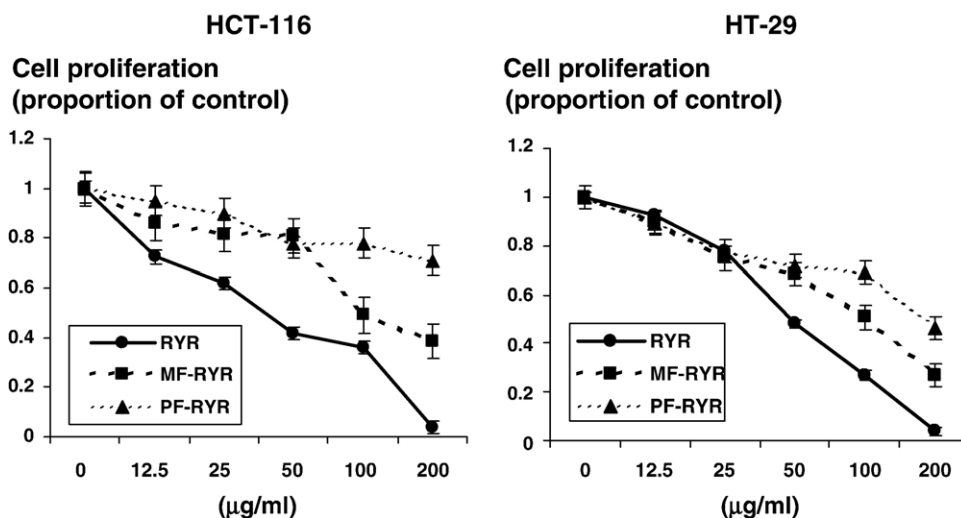 HCT-116
Cell proliferation
(proportion of control)
1.2
1
0.8
0.6
0.4
0.2
0
RYR
MF-RYR
PF-RYR
0 12.5 25 50 100 200
(μg/ml)
HT-29
Cell proliferation
(proportion of control)
1.2
1
0.8
0.6
0.4
0.2
0
RYR
MF-RYR
PF-RYR
0 12.5 25 50 100 200
(μg/ml)